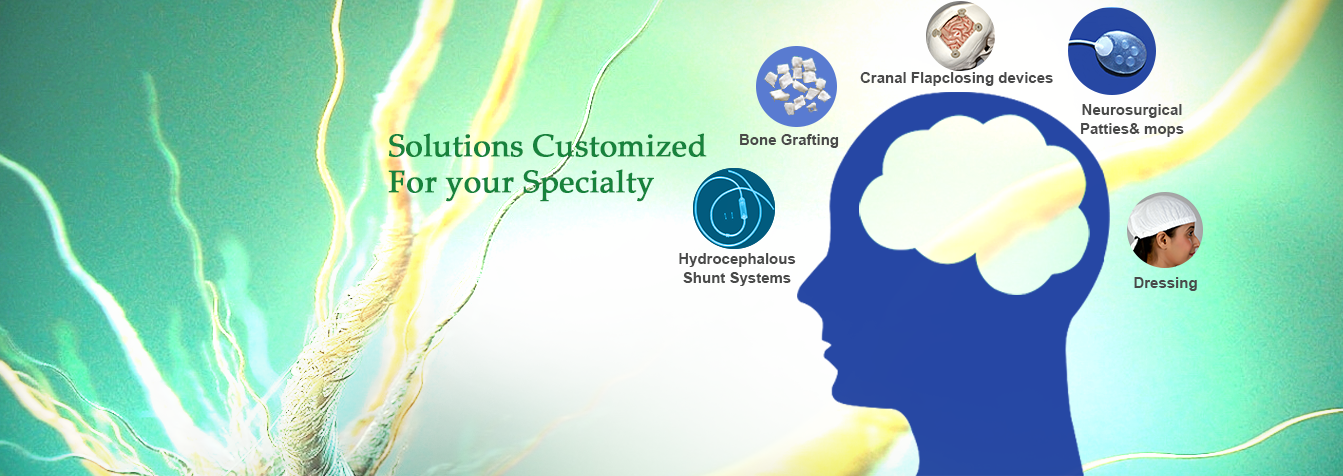 Solutions Customized
For your Specialty
Cranal Flapclosing devices
Bone Grafting
Neurosurgical
Patties& mops
Hydrocephalous
Shunt Systems
Dressing